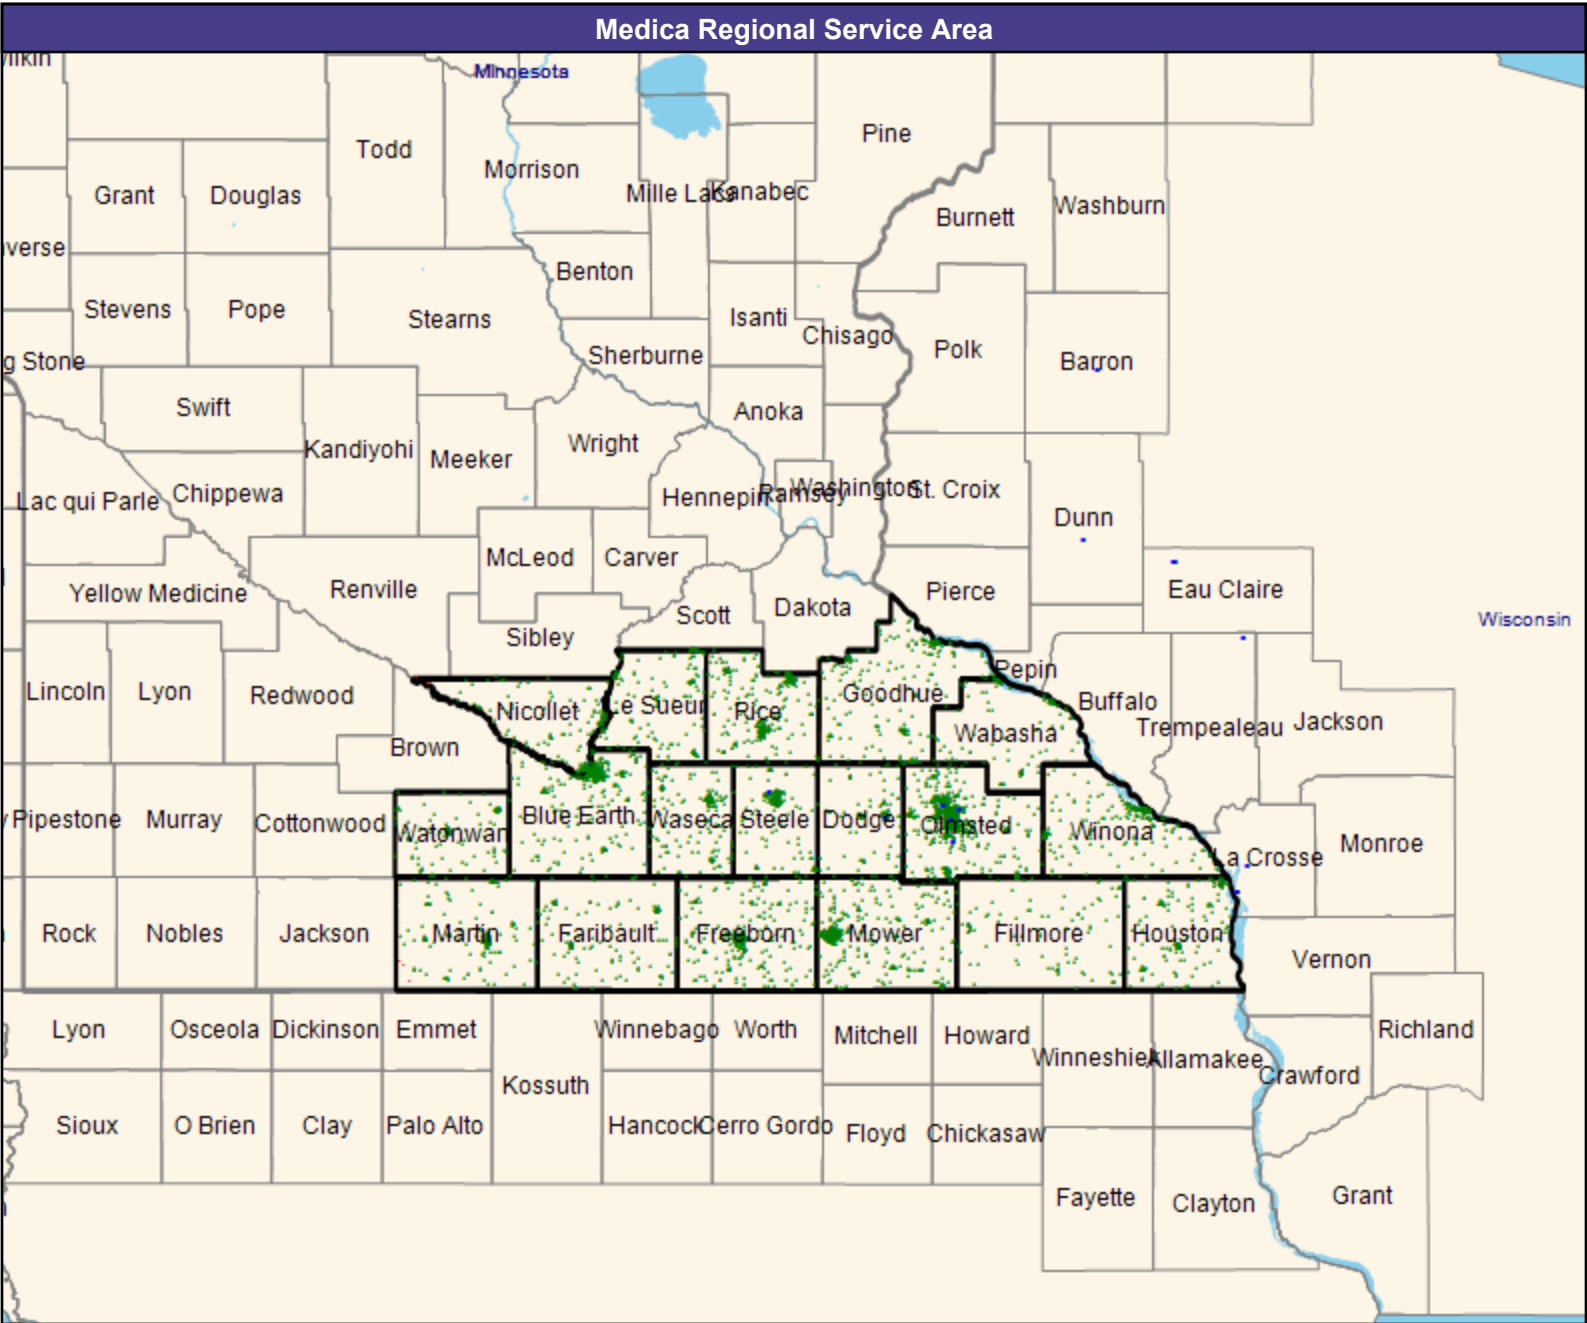 Medica Regional Service Area
Minnesota
Todd
Pine
Morrison
Grant
Douglas
Mille Lacs
Kanabec
Burnett
Washburn
verse
Benton
Stevens
Pope
Stearns
Isanti
Chisago
Polk
Barron
g Stone
Sherburne
Swift
Anoka
Kandiyohi
Meeker
Wright
Lac qui Parle
Chippewa
Hennepin
Ramsey
Washington
St. Croix
Dunn
McLeod
Carver
Yellow Medicine
Renville
Pierce
Eau Claire
Scott
Dakota
Sibley
Wisconsin
Pepin
Lincoln
Lyon
Redwood
Nicollet
Le Sueur
Rice
Goodhue
Buffalo
Trempealeau
Jackson
Brown
Wabasha
Pipestone
Murray
Cottonwood
Watonwan
Blue Earth
Waseca
Steele
Dodge
Olmsted
Winona
La Crosse
Monroe
Rock
Nobles
Jackson
Martin
Faribault
Freeborn
Mower
Fillmore
Houston
Vernon
Lyon
Osceola
Dickinson
Emmet
Winnebago
Worth
Mitchell
Howard
Winneshiek
Allamakee
Richland
Crawford
Kossuth
Sioux
O Brien
Clay
Palo Alto
Hancock
Cerro Gordo
Floyd
Chickasaw
Fayette
Clayton
Grant